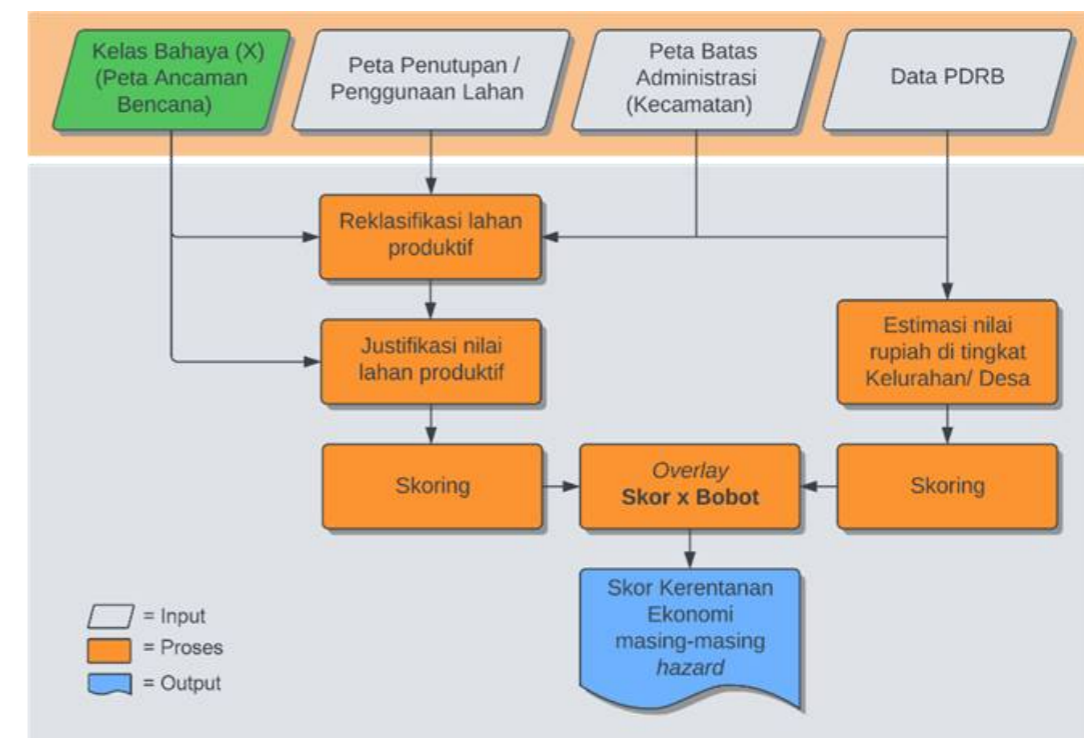 Kelas Bahaya (X)
(Peta Ancaman
Bencana)
Peta Penutupan /
Penggunaan Lahan
Peta Batas
Administrasi
(Kecamatan)
Data PDRB
Reklasifikasi lahan
produktif
Justifikasi nilai
lahan produktif
Estimasi nilai
rupiah di tingkat
Kelurahan/ Desa
Skoring
Overlay
Skor x Bobot
Skoring
Skor Kerentanan
Ekonomi
masing-masing
hazard
= Input
= Proses
= Output